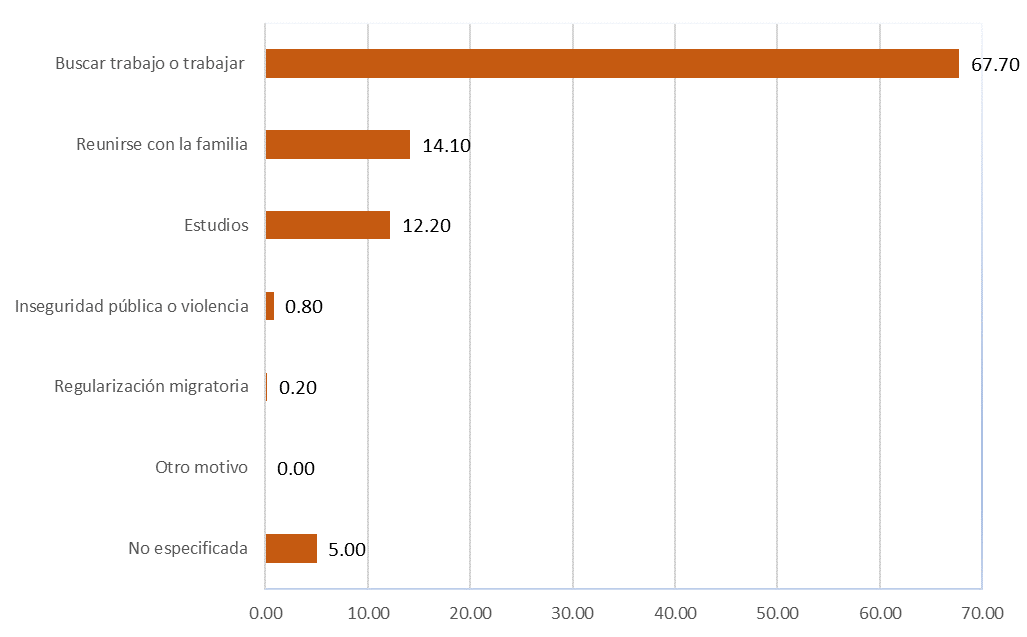 Buscar trabajo o trabajar 67.70
Reunirse con la familia 14.10
Estudios 12.20
Inseguridad pública o violencia 0.80
Regularización migratoria 0.20
Otro motivo 0.00
No especificada 5.00
0.00 10.00 20.00 30.00 40.00 50.00 60.00 70.00